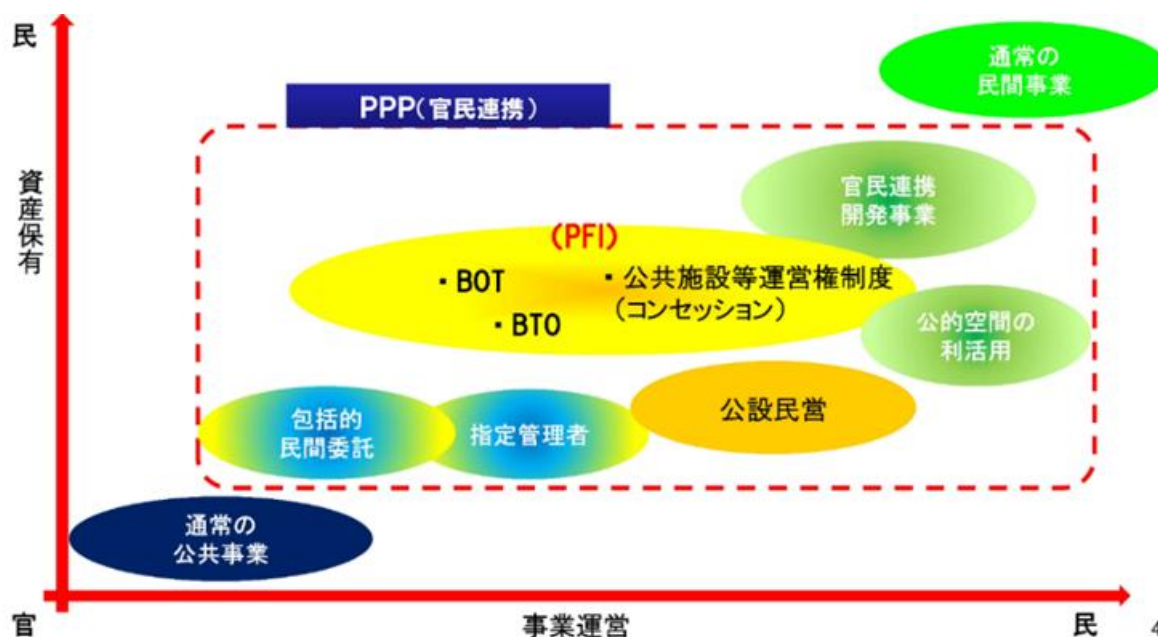 民
通常の
民間事業
PPP（官民連携）
資産保有
官民連携
開発事業
(PFI)
・BOT
・公共施設等運営権制度
（コンセッション）
・BTO
公的空間の
利活用
公設民営
包括的
民間委託
指定管理者
通常の
公共事業
官
事業運営
民